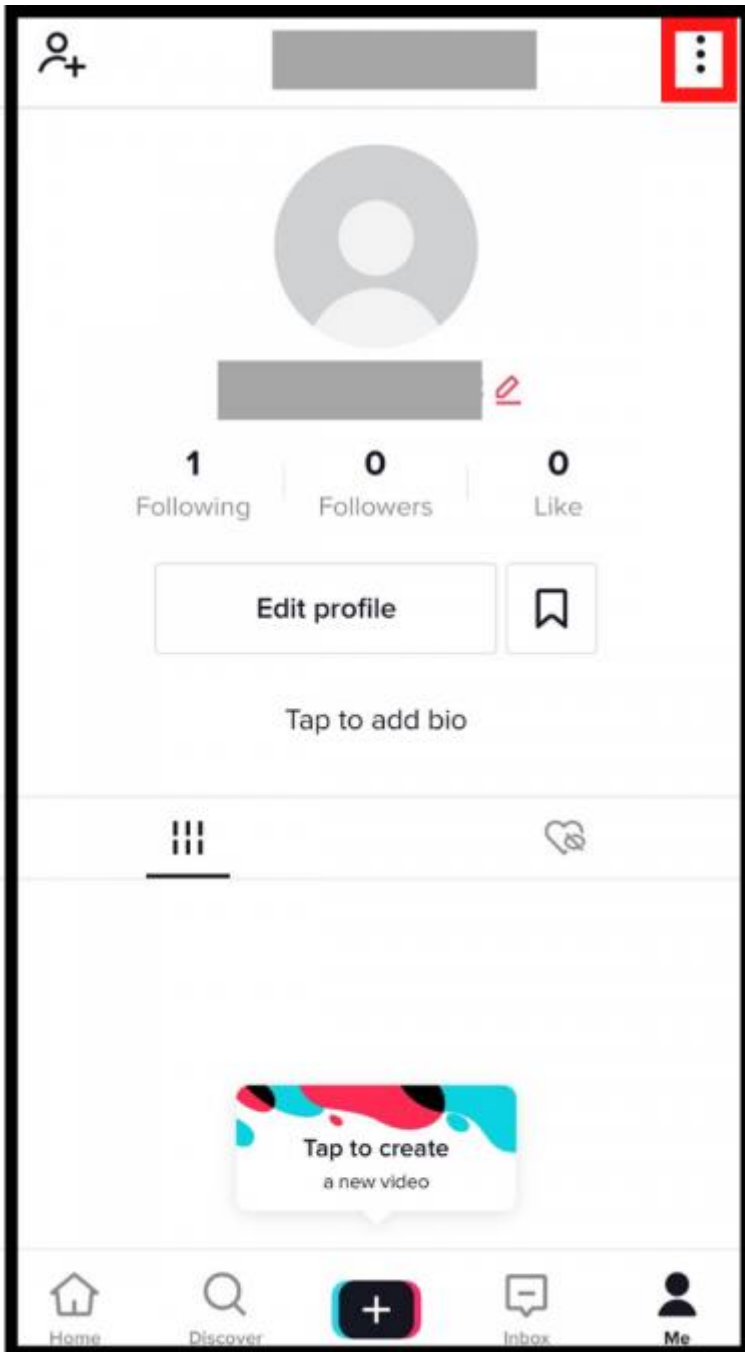 1 0 0
Following Followers Like
Edit profile
Tap to add bio
Tap to create
a new video
Home Discover Inbox Me